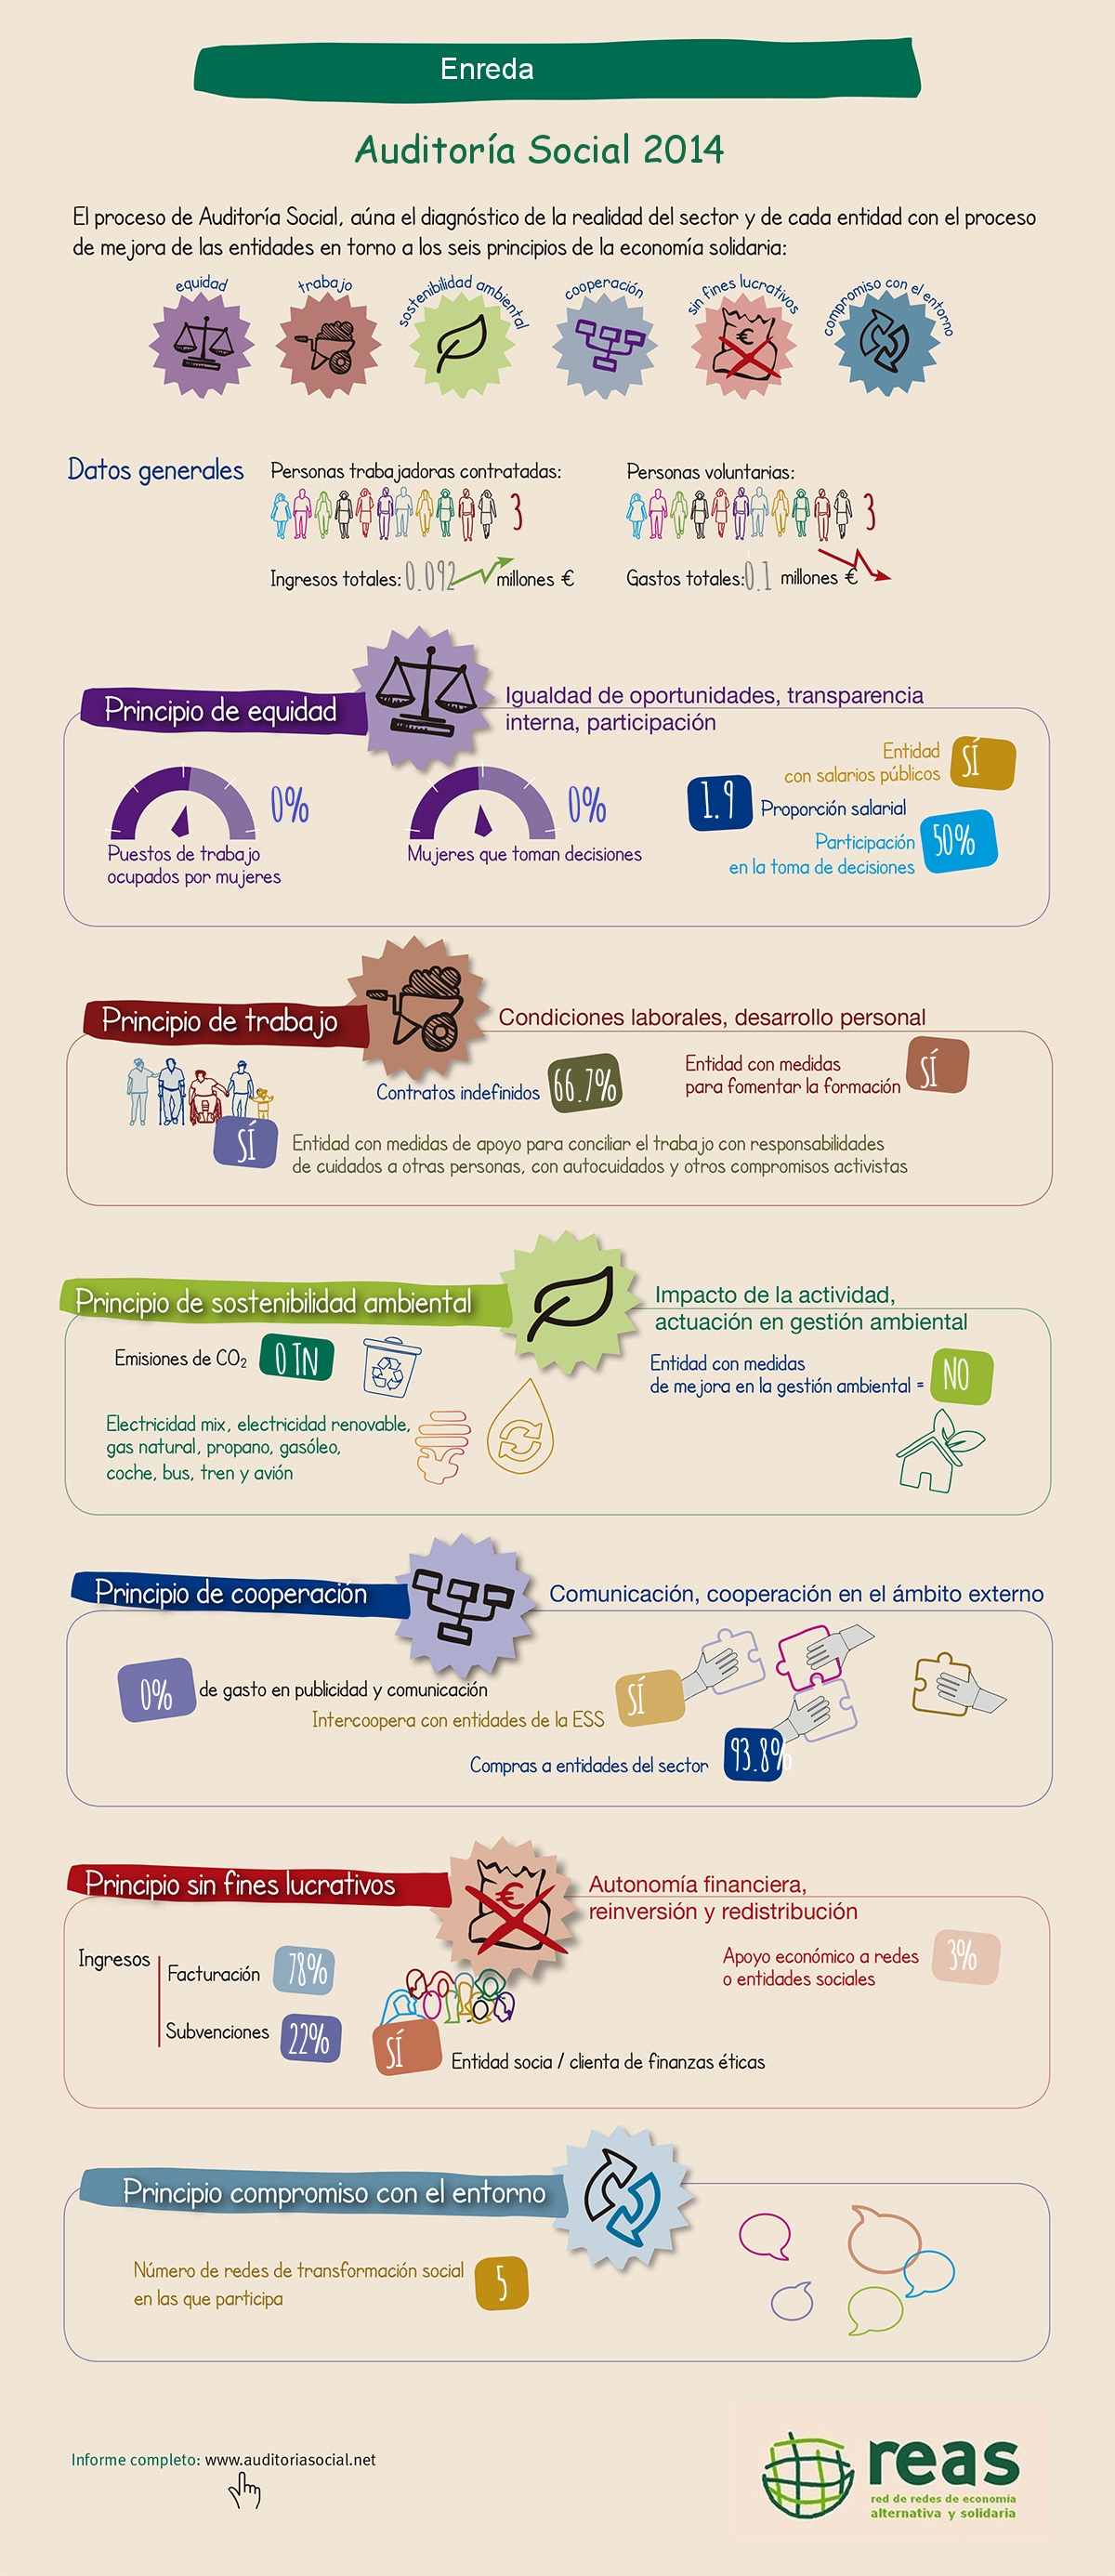 Enreda
Auditoría Social 2014
El proceso de Auditoría Social, aúna el diagnóstico de la realidad del sector y de cada entidad con el proceso
de mejora de las entidades en torno a los seis principios de la economía solidaria:
equidad
trabajo
sostenibilidad ambiental
cooperación
sin fines lucrativos
compromiso con el entorno
€
Datos generales
Personas trabajadoras contratadas:
3
Personas voluntarias:
3
Ingresos totales: 0.092 millones €
Gastos totales: 0.1 millones €
Principio de equidad
Igualdad de oportunidades, transparencia
interna, participación
0%
Puestos de trabajo
ocupados por mujeres
0%
Mujeres que toman decisiones
Entidad
con salarios públicos
SÍ
1.9 Proporción salarial
Participación
en la toma de decisiones
50%
Principio de trabajo
Condiciones laborales, desarrollo personal
Contratos indefinidos 66.7%
Entidad con medidas
para fomentar la formación
SÍ
SÍ
Entidad con medidas de apoyo para conciliar el trabajo con responsabilidades
de cuidados a otras personas, con autocuidados y otros compromisos activistas
Principio de sostenibilidad ambiental
Impacto de la actividad,
actuación en gestión ambiental
Emisiones de CO2 0 TN
Entidad con medidas
de mejora en la gestión ambiental =
NO
Electricidad mix, electricidad renovable,
gas natural, propano, gasóleo,
coche, bus, tren y avión
Principio de cooperación
Comunicación, cooperación en el ámbito externo
0% de gasto en publicidad y comunicación
Intercoopera con entidades de la ESS SÍ
Compras a entidades del sector 93.8%
Principio sin fines lucrativos
€
Autonomía financiera,
reinversión y redistribución
Ingresos
Facturación 78%
Subvenciones 22%
Apoyo económico a redes
o entidades sociales
3%
SÍ Entidad socia / clienta de finanzas éticas
Principio compromiso con el entorno
Número de redes de transformación social
en las que participa
5
Informe completo: www.auditoriasocial.net
reas
red de redes de economía
alternativa y solidaria